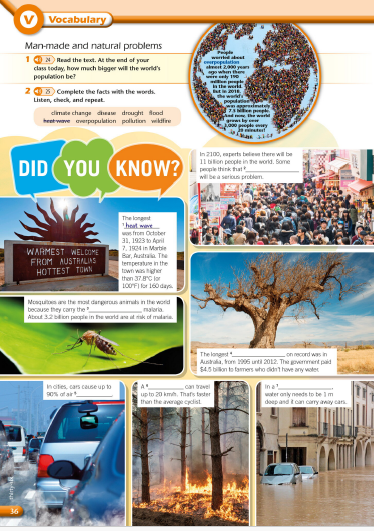 V Vocabulary
Man-made and natural problems
1 24 Read the text. At the end of your
class today, how much bigger will the world's
population be?
2 25 Complete the facts with the words.
Listen, check, and repeat.
climate change disease drought flood
heat wave overpopulation pollution wildfire
People
worried about
overpopulation
almost 2,000 years
ago when there
were only 190
million people
in the world.
But in 2018,
the world's
population
was approximately
7.5 billion people.
And now, the world
grows by over
people every
minutes!
DID YOU KNOW?
In 2100, experts believe there will be
11 billion people in the world. Some
people think that
will be a serious problem.
The longest
1 heat wave
was from October
31, 1923 to April
7, 1924 in Marble
Bar, Australia. The
temperature in the
town was higher
than 37.8°C (or
100°F) for 160 days.
WARMEST WELCOME
FROM AUSTRALIAS
HOTTEST TOWN
Mosquitoes are the most dangerous animals in the world
because they carry the malaria.
About 3.2 billion people in the world are at risk of malaria.
The longest on record was in
Australia, from 1995 until 2012. The government paid
$4.5 billion to farmers who didn't have any water.
In cities, cars cause up to
90% of air
A can travel
up to 20 km/h. That's faster
than the average cyclist.
In a
water only needs to be 1 m
deep and it can carry away cars.
36